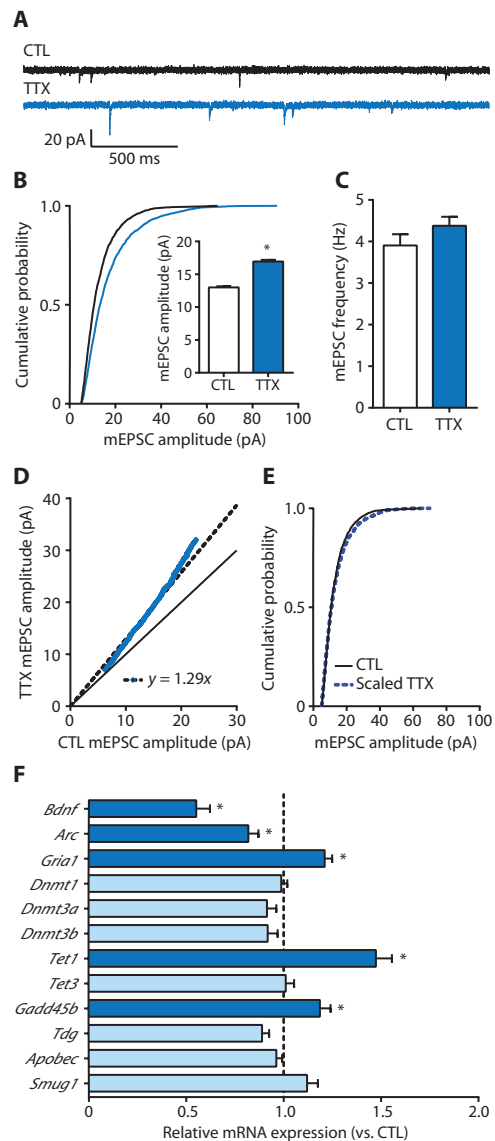 A
CTL
TTX
20 pA
500 ms
B
1.0
0.5
0
0 20 40 60 80 100
Cumulative probability
mEPSC amplitude (pA)
20
15
10
5
0
mEPSC amplitude (pA)
*
CTL TTX
C
5
4
3
2
1
0
mEPSC frequency (Hz)
CTL TTX
D
40
30
20
10
0
TTX mEPSC amplitude (pA)
y = 1.29x
0 10 20 30
CTL mEPSC amplitude (pA)
E
1.0
0.5
0
Cumulative probability
CTL
Scaled TTX
0 20 40 60 80 100
mEPSC amplitude (pA)
F
Bdnf *
Arc *
Gria1 *
Dnmt1
Dnmt3a
Dnmt3b
Tet1 *
Tet3
Gadd45b *
Tdg
Apobec
Smug1
0 0.5 1.0 1.5 2.0
Relative mRNA expression (vs. CTL)